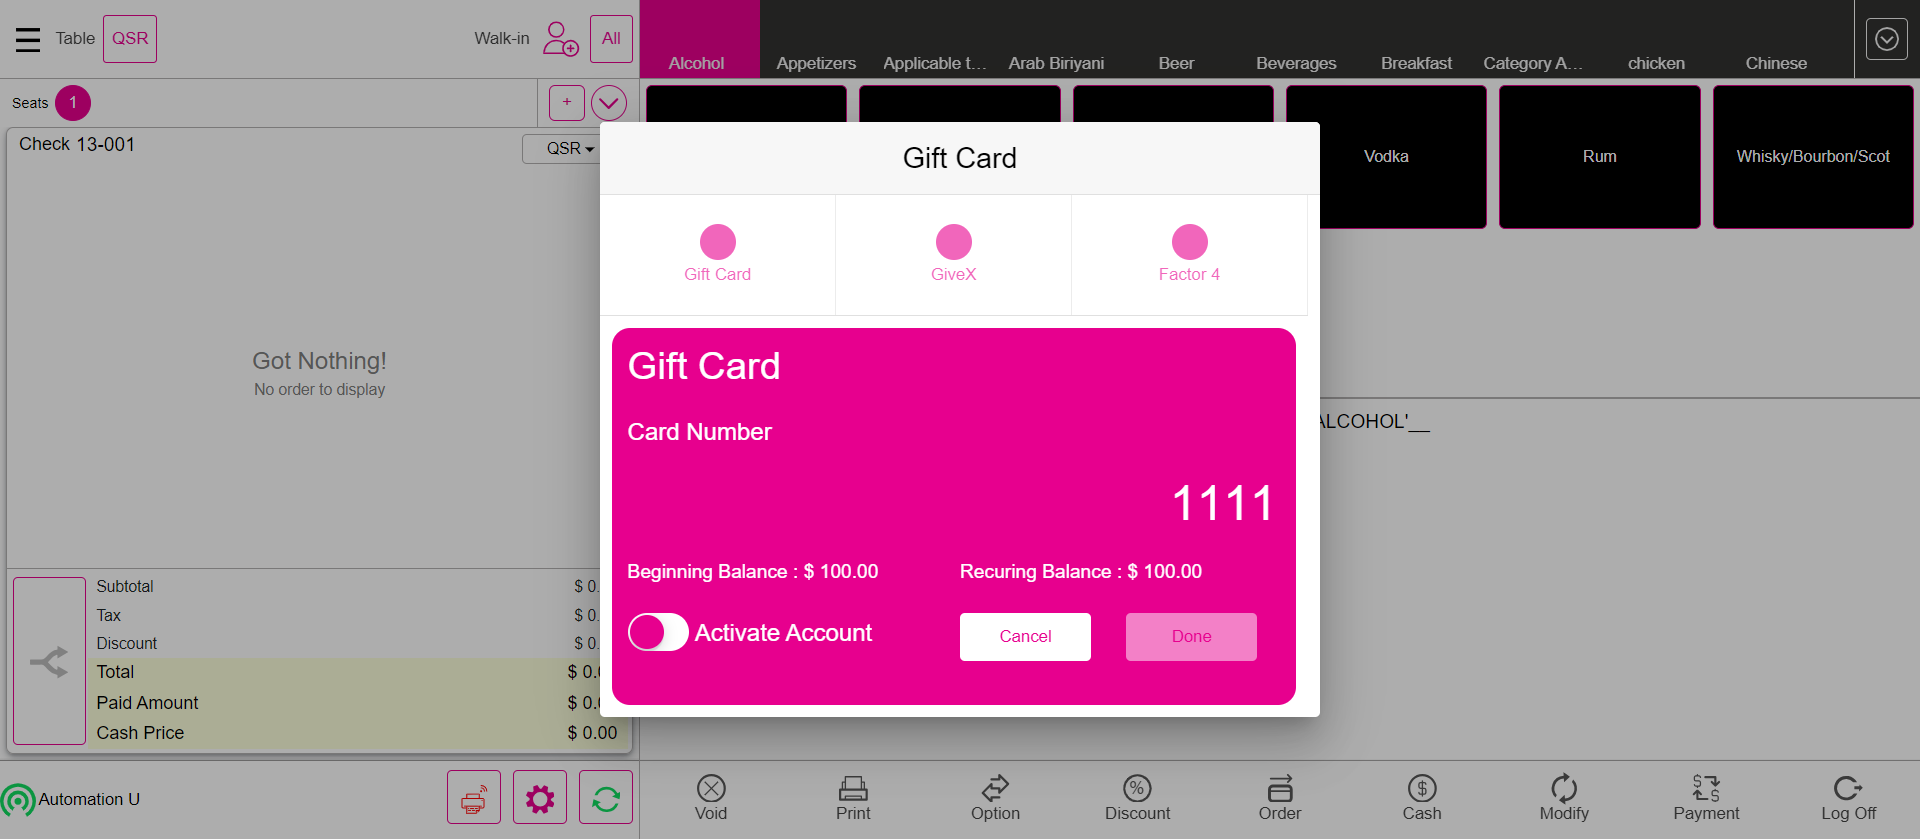 Table QSR Walk-in All
Alcohol Appetizers Applicable t... Arab Biriyani Beer Beverages Breakfast Category A... chicken Chinese
Seats 1 +
Check 13-001
QSR
Got Nothing!
No order to display
Subtotal $ 0.
Tax $ 0.
Discount $ 0.
Total $ 0.
Paid Amount $ 0.
Cash Price $ 0.00
Automation U
Vodka
Rum
Whisky/Bourbon/Scot
ALCOHOL'__
Gift Card
Gift Card
GiveX
Factor 4
Gift Card
Card Number
1111
Beginning Balance : $ 100.00
Recuring Balance : $ 100.00
Activate Account
Cancel
Done
Void
Print
Option
Discount
Order
Cash
Modify
Payment
Log Off